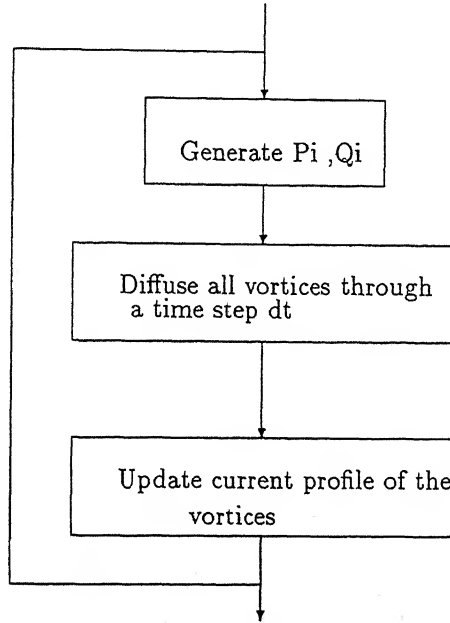 Generate Pi ,Qi
Diffuse all vortices through
a time step dt
Update current profile of the
vortices